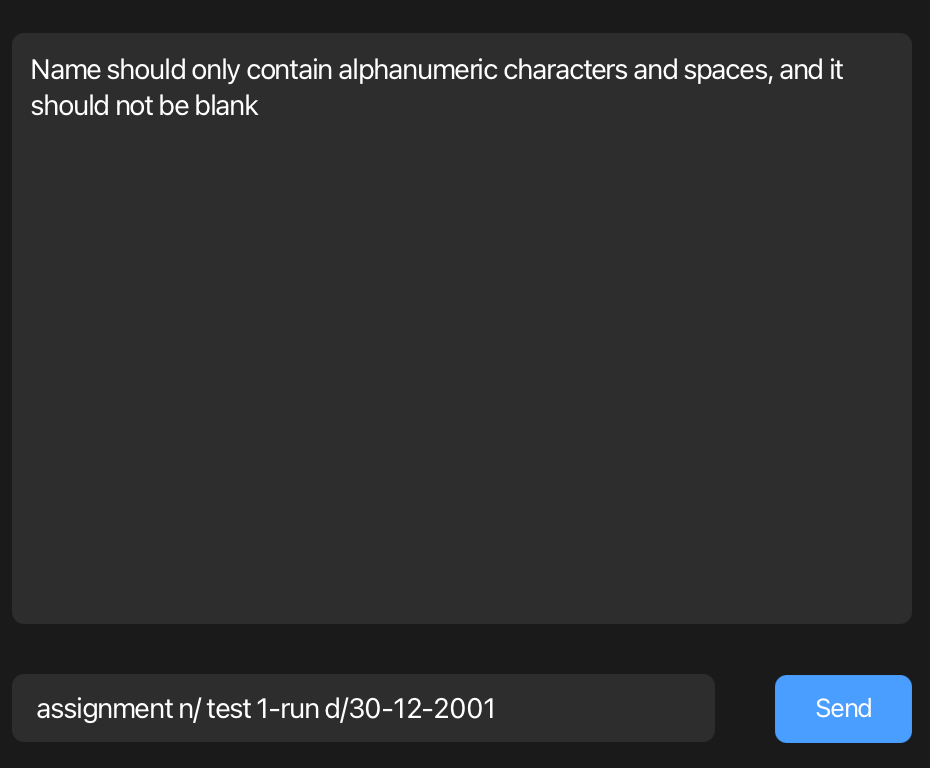 Name should only contain alphanumeric characters and spaces, and it
should not be blank
assignment n/ test 1-run d/30-12-2001
Send